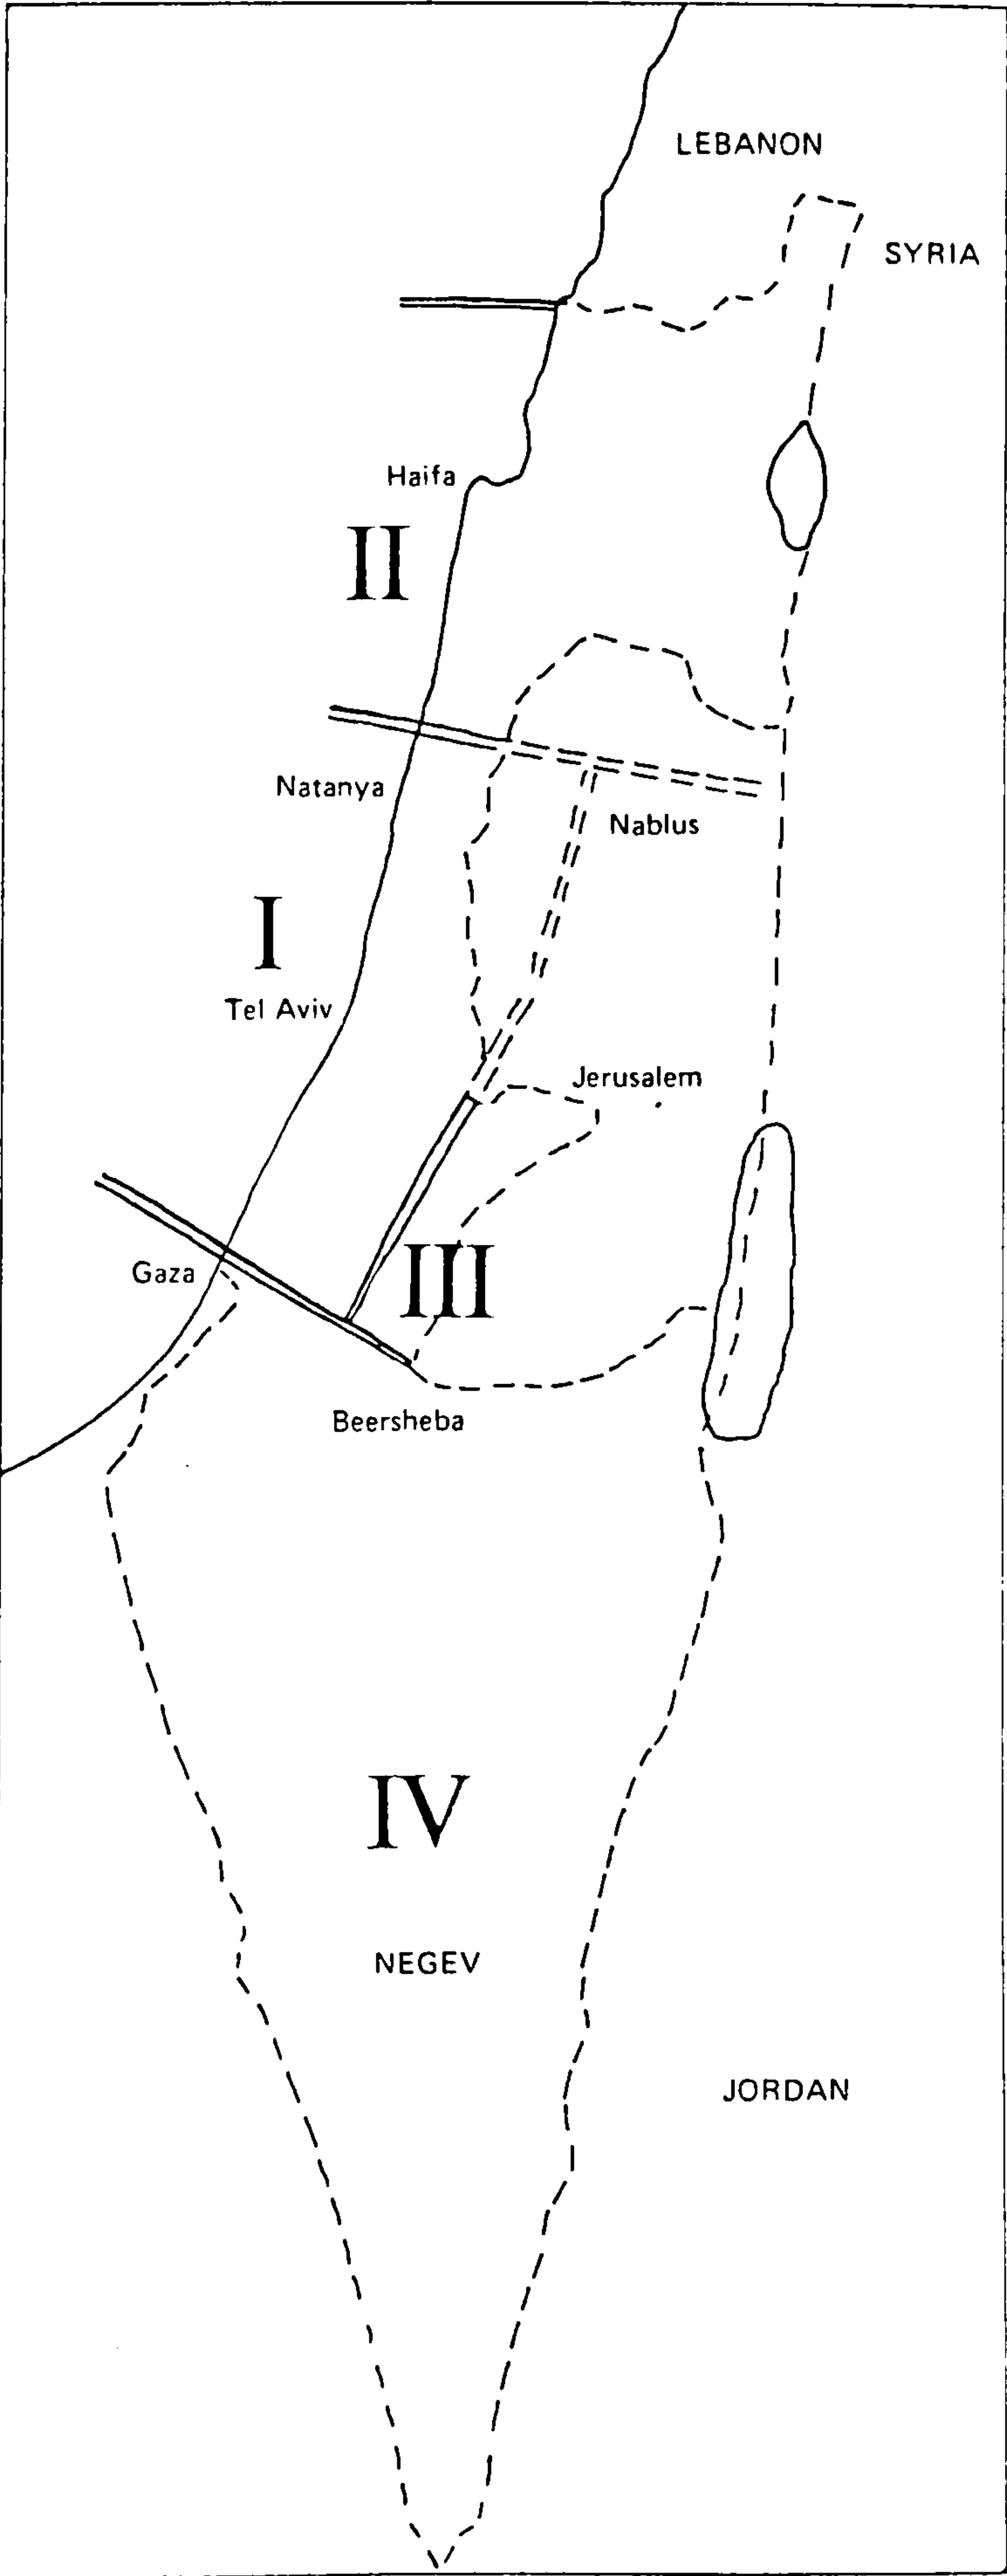 LEBANON
SYRIA
Haifa
II
Natanya
Nablus
I
Tel Aviv
Jerusalem
Gaza
III
Beersheba
IV
NEGEV
JORDAN